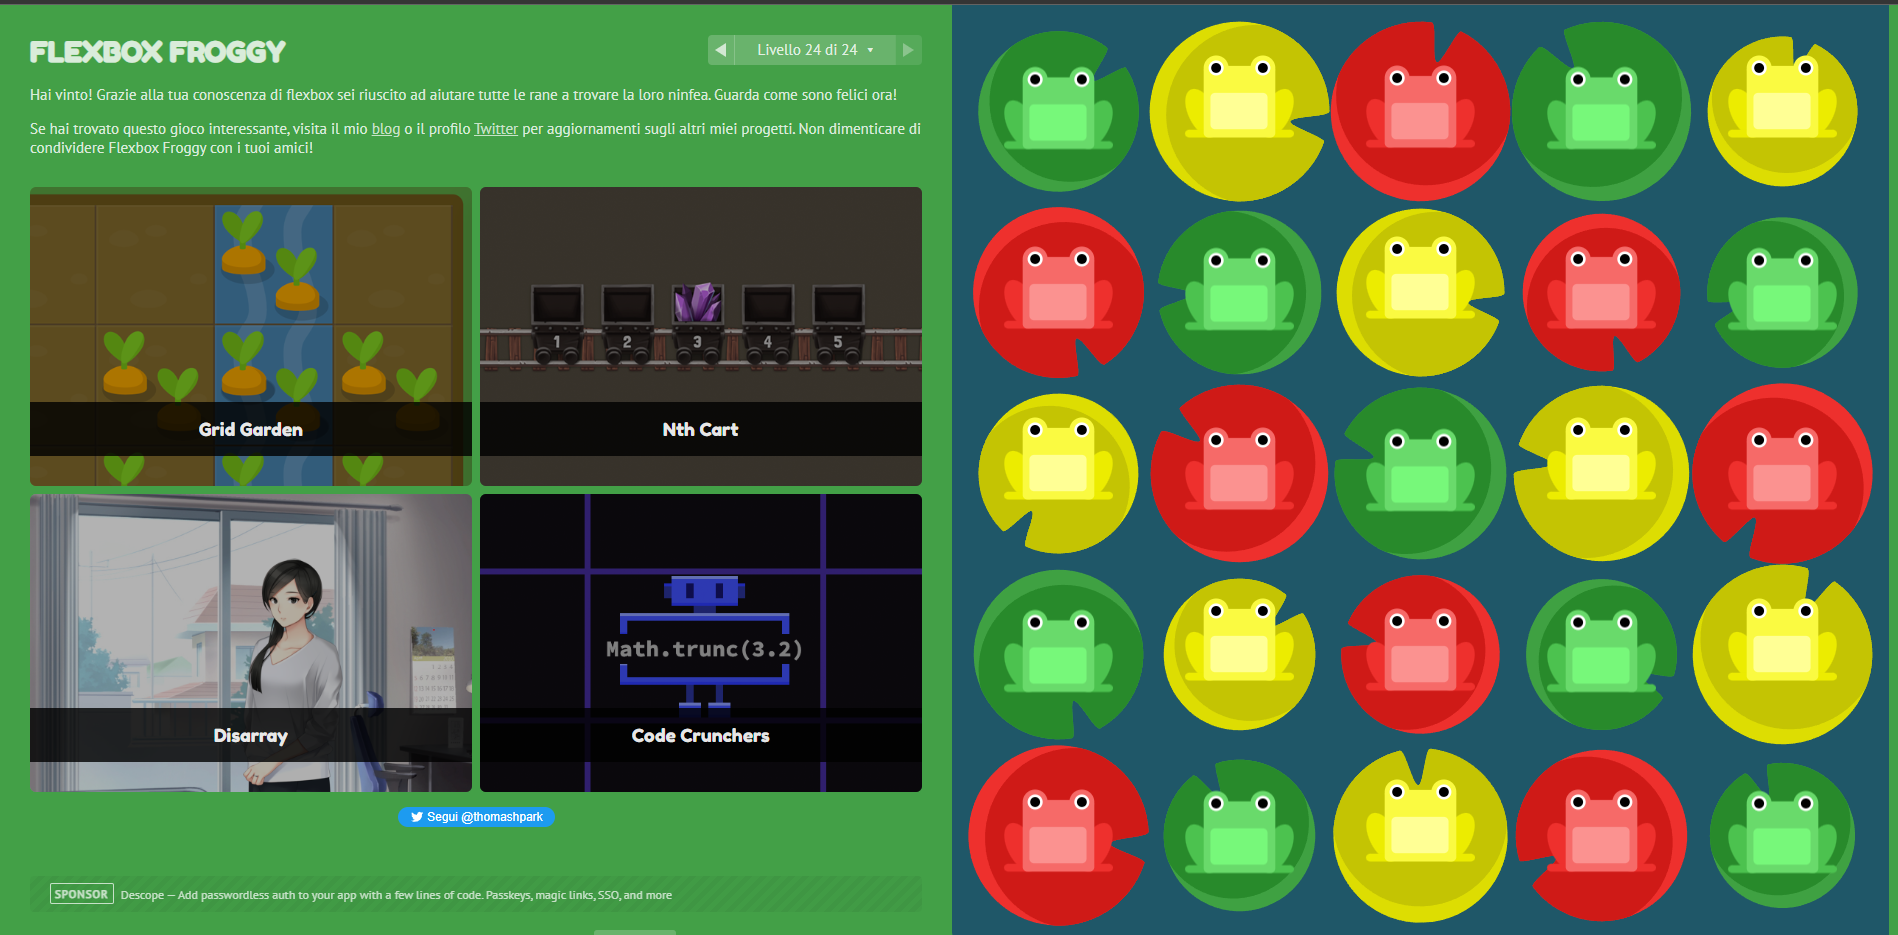 FLEXBOX FROGGY
Livello 24 di 24
Hai vinto! Grazie alla tua conoscenza di flexbox sei riuscito ad aiutare tutte le rane a trovare la loro ninfea. Guarda come sono felici ora!
Se hai trovato questo gioco interessante, visita il mio blog o il profilo Twitter per aggiornamenti sugli altri miei progetti. Non dimenticare di
condividere Flexbox Froggy con i tuoi amici!
1 2 3 4 5
Grid Garden
Nth Cart
Math.trunc(3.2)
Disarray
Code Crunchers
Segui @thomashpark
SPONSOR Descope — Add passwordless auth to your app with a few lines of code. Passkeys, magic links, SSO, and more